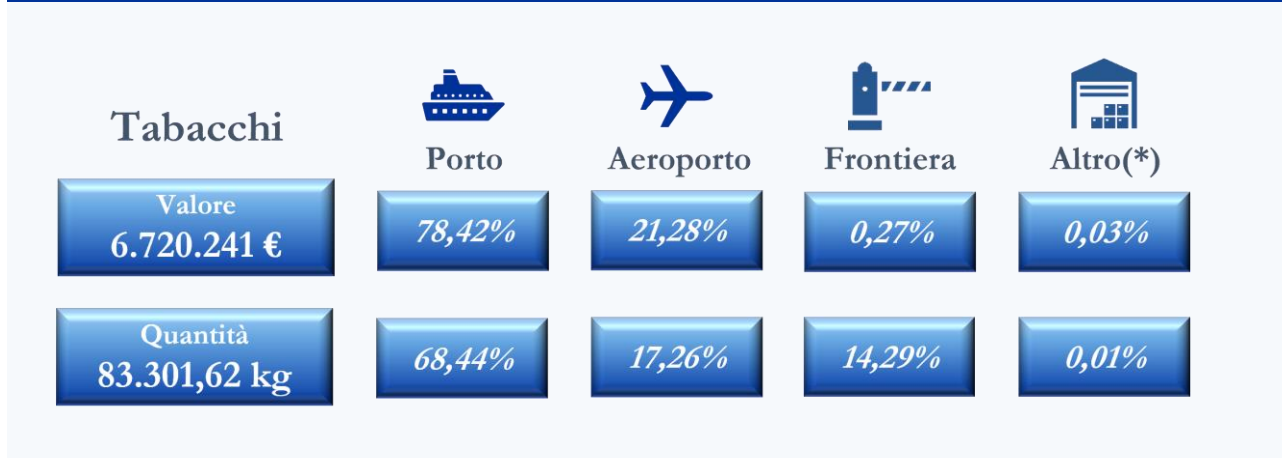 Tabacchi
Porto
Aeroporto
Frontiera
Altro(*)
Valore
6.720.241 €
78,42%
21,28%
0,27%
0,03%
Quantità
83.301,62 kg
68,44%
17,26%
14,29%
0,01%